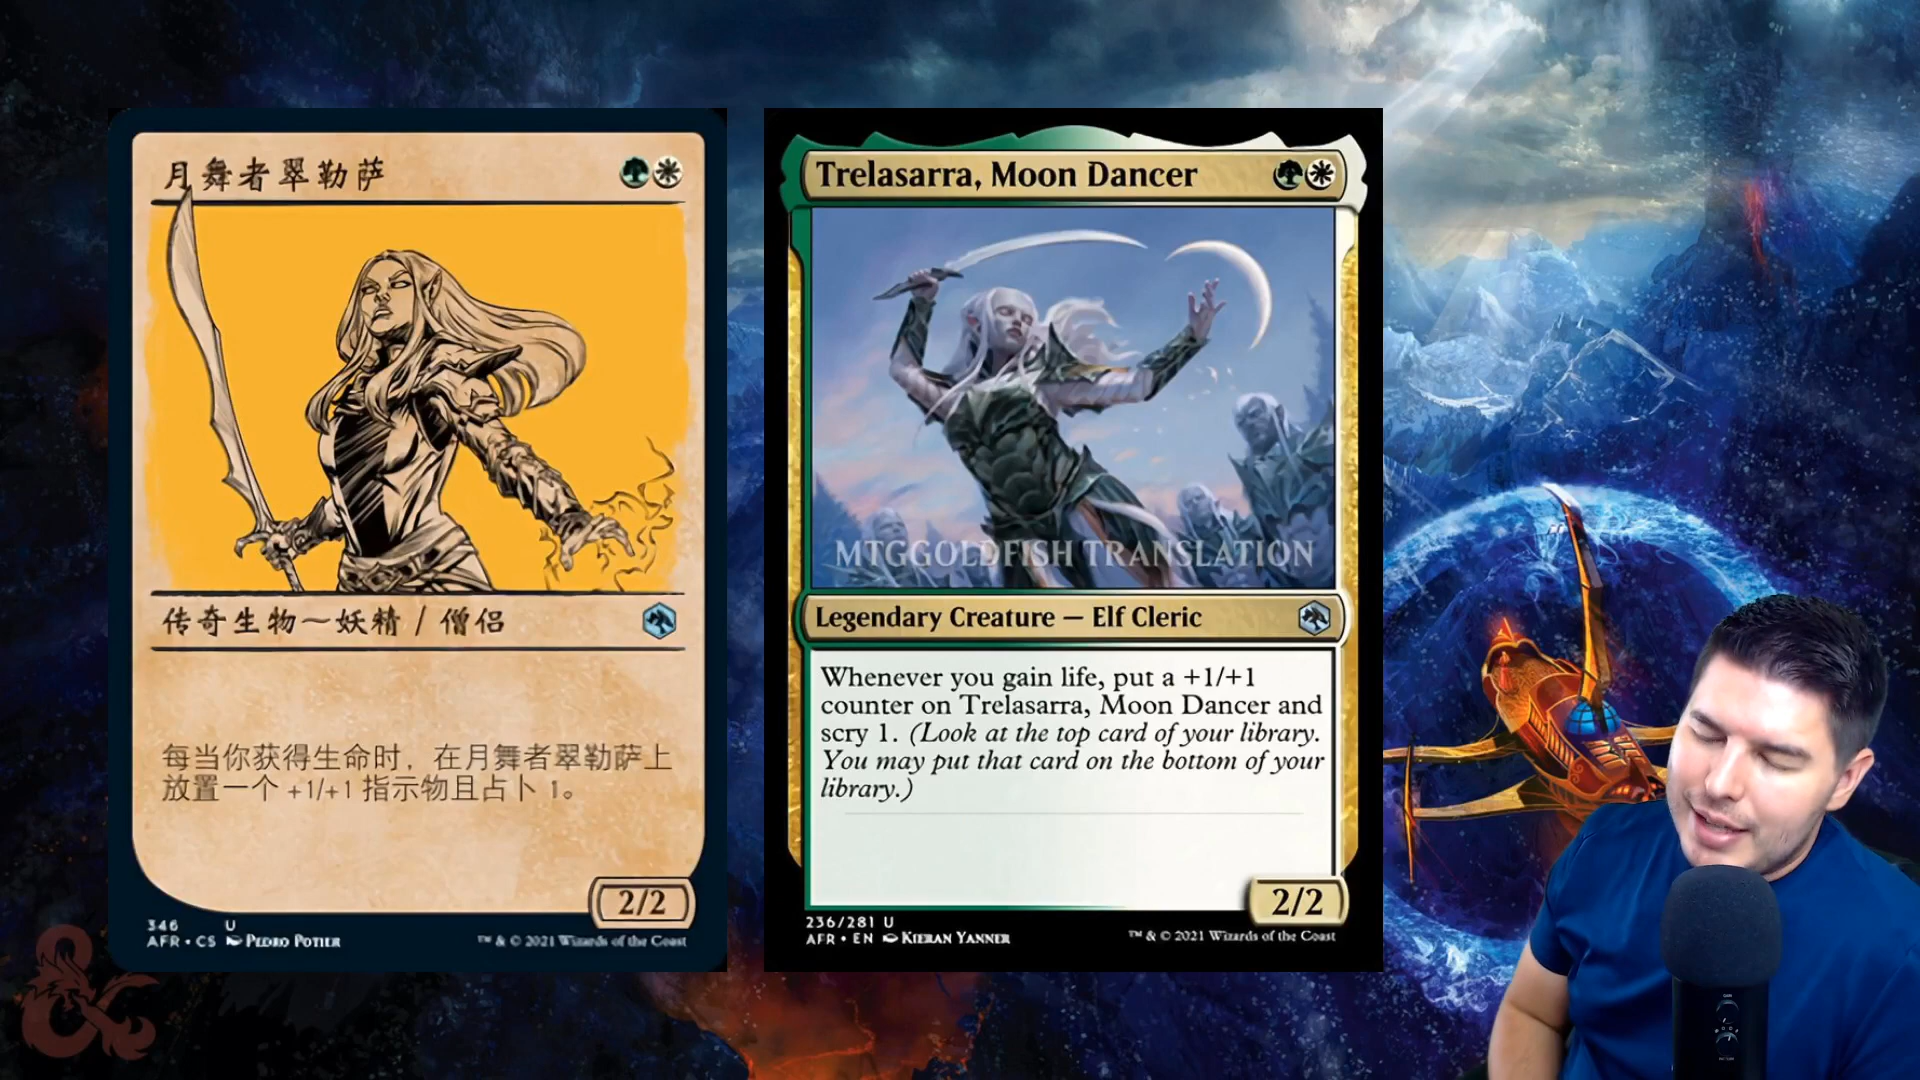 月舞者翠勒萨
传奇生物～妖精 / 僧侣
每当你获得生命时，在月舞者翠勒萨上
放置一个 +1/+1 指示物且占卜 1。
2/2
346 U
AFR • CS Pedro Potier
™ & © 2021 Wizards of the Coast
Trelasarra, Moon Dancer
MTGGOLDFISH TRANSLATION
Legendary Creature — Elf Cleric
Whenever you gain life, put a +1/+1
counter on Trelasarra, Moon Dancer and
scry 1. (Look at the top card of your library.
You may put that card on the bottom of your
library.)
2/2
236/281 U
AFR • EN Kieran Yanner
™ & © 2021 Wizards of the Coast